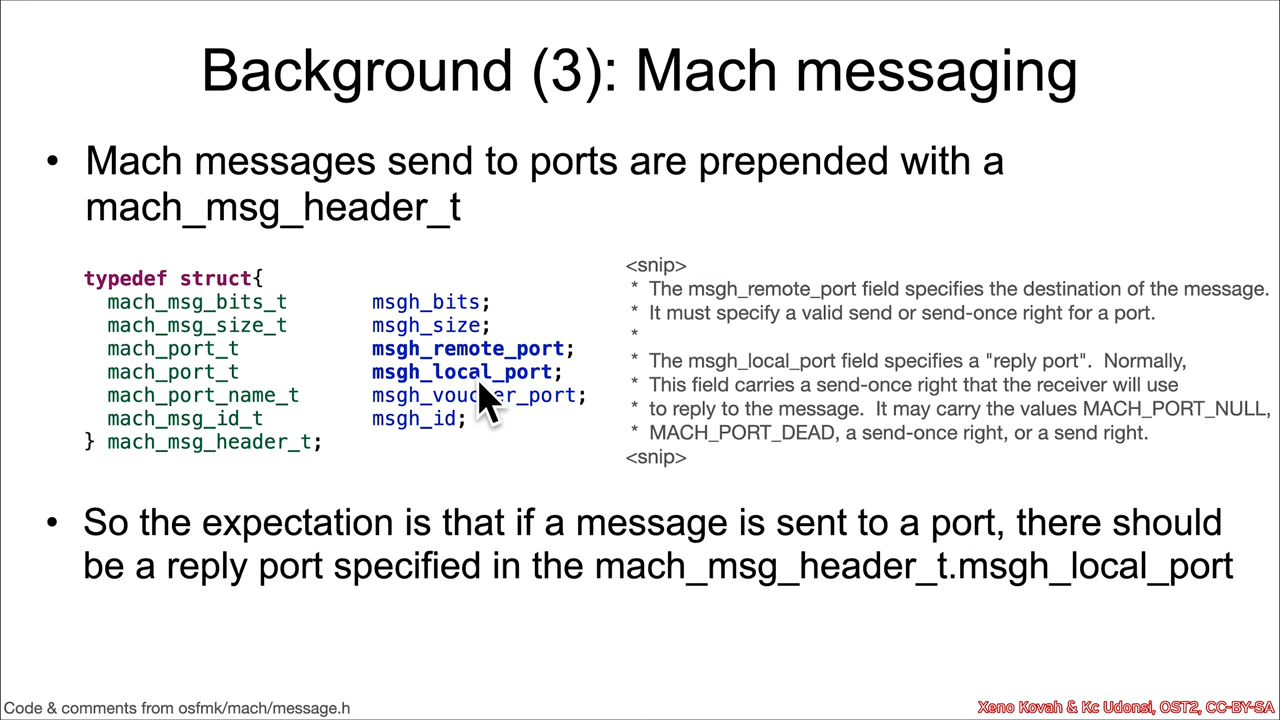 Background (3): Mach messaging
• Mach messages send to ports are prepended with a
mach_msg_header_t
typedef struct{
mach_msg_bits_t msgh_bits;
mach_msg_size_t msgh_size;
mach_port_t msgh_remote_port;
mach_port_t msgh_local_port;
mach_port_name_t msgh_voucher_port;
mach_msg_id_t msgh_id;
} mach_msg_header_t;
<snip>
* The msgh_remote_port field specifies the destination of the message.
* It must specify a valid send or send-once right for a port.
*
* The msgh_local_port field specifies a "reply port". Normally,
* This field carries a send-once right that the receiver will use
* to reply to the message. It may carry the values MACH_PORT_NULL,
* MACH_PORT_DEAD, a send-once right, or a send right.
<snip>
• So the expectation is that if a message is sent to a port, there should
be a reply port specified in the mach_msg_header_t.msgh_local_port
Code & comments from osfmk/mach/message.h
Xeno Kovah & Kc Udonsi, OST2, CC-BY-SA